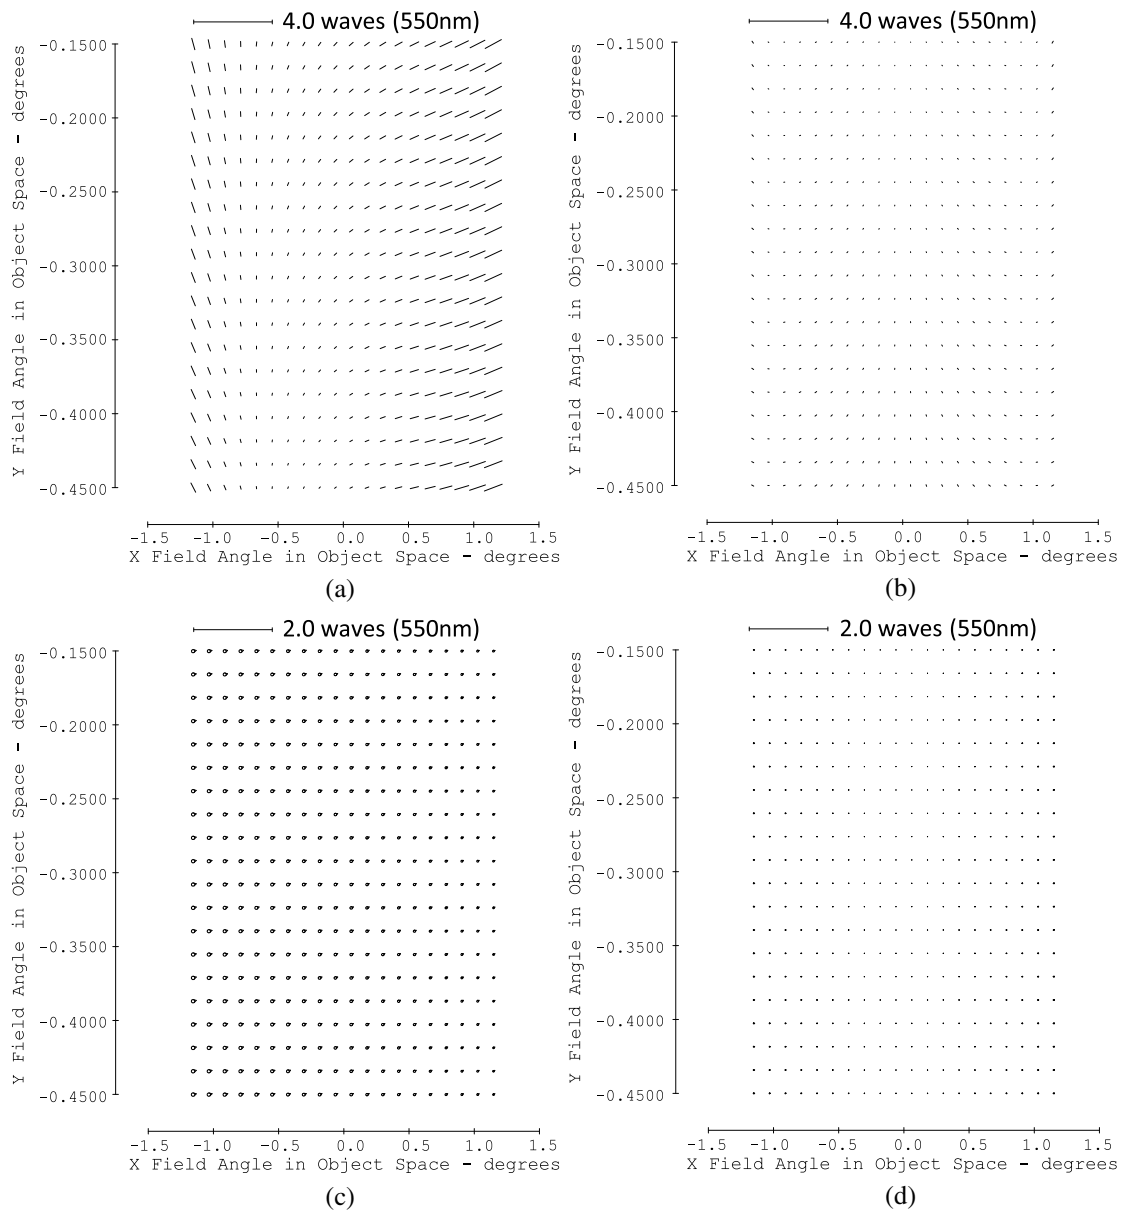 4.0 waves (550nm)
-0.1500
-0.2000
-0.2500
-0.3000
-0.3500
-0.4000
-0.4500
Y Field Angle in Object Space - degrees
-1.5 -1.0 -0.5 0.0 0.5 1.0 1.5
X Field Angle in Object Space - degrees
(a)
4.0 waves (550nm)
-0.1500
-0.2000
-0.2500
-0.3000
-0.3500
-0.4000
-0.4500
Y Field Angle in Object Space - degrees
-1.5 -1.0 -0.5 0.0 0.5 1.0 1.5
X Field Angle in Object Space - degrees
(b)
2.0 waves (550nm)
-0.1500
-0.2000
-0.2500
-0.3000
-0.3500
-0.4000
-0.4500
Y Field Angle in Object Space - degrees
-1.5 -1.0 -0.5 0.0 0.5 1.0 1.5
X Field Angle in Object Space - degrees
(c)
2.0 waves (550nm)
-0.1500
-0.2000
-0.2500
-0.3000
-0.3500
-0.4000
-0.4500
Y Field Angle in Object Space - degrees
-1.5 -1.0 -0.5 0.0 0.5 1.0 1.5
X Field Angle in Object Space - degrees
(d)